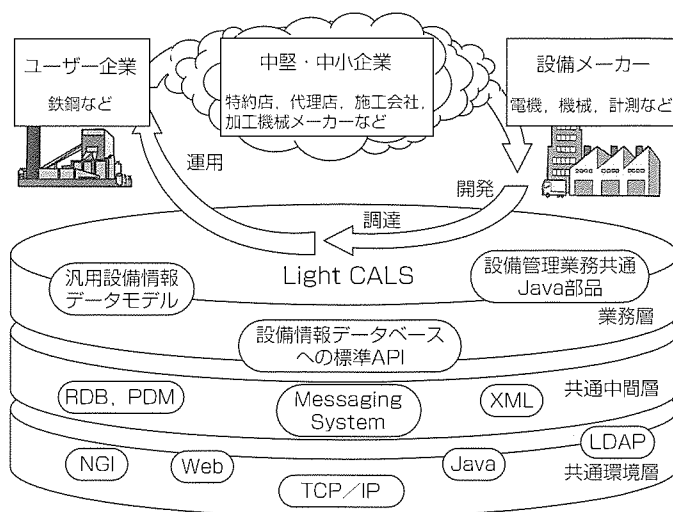 ユーザー企業
鉄鋼など
中堅・中小企業
特約店，代理店，施工会社，
加工機械メーカーなど
設備メーカー
電機，機械，計測など
運用
開発
調達
Light CALS
汎用設備情報
データモデル
設備管理業務共通
Java部品
業務層
設備情報データベース
への標準API
RDB，PDM
Messaging
System
XML
共通中間層
LDAP
NGI
Web
Java
共通環境層
TCP／IP